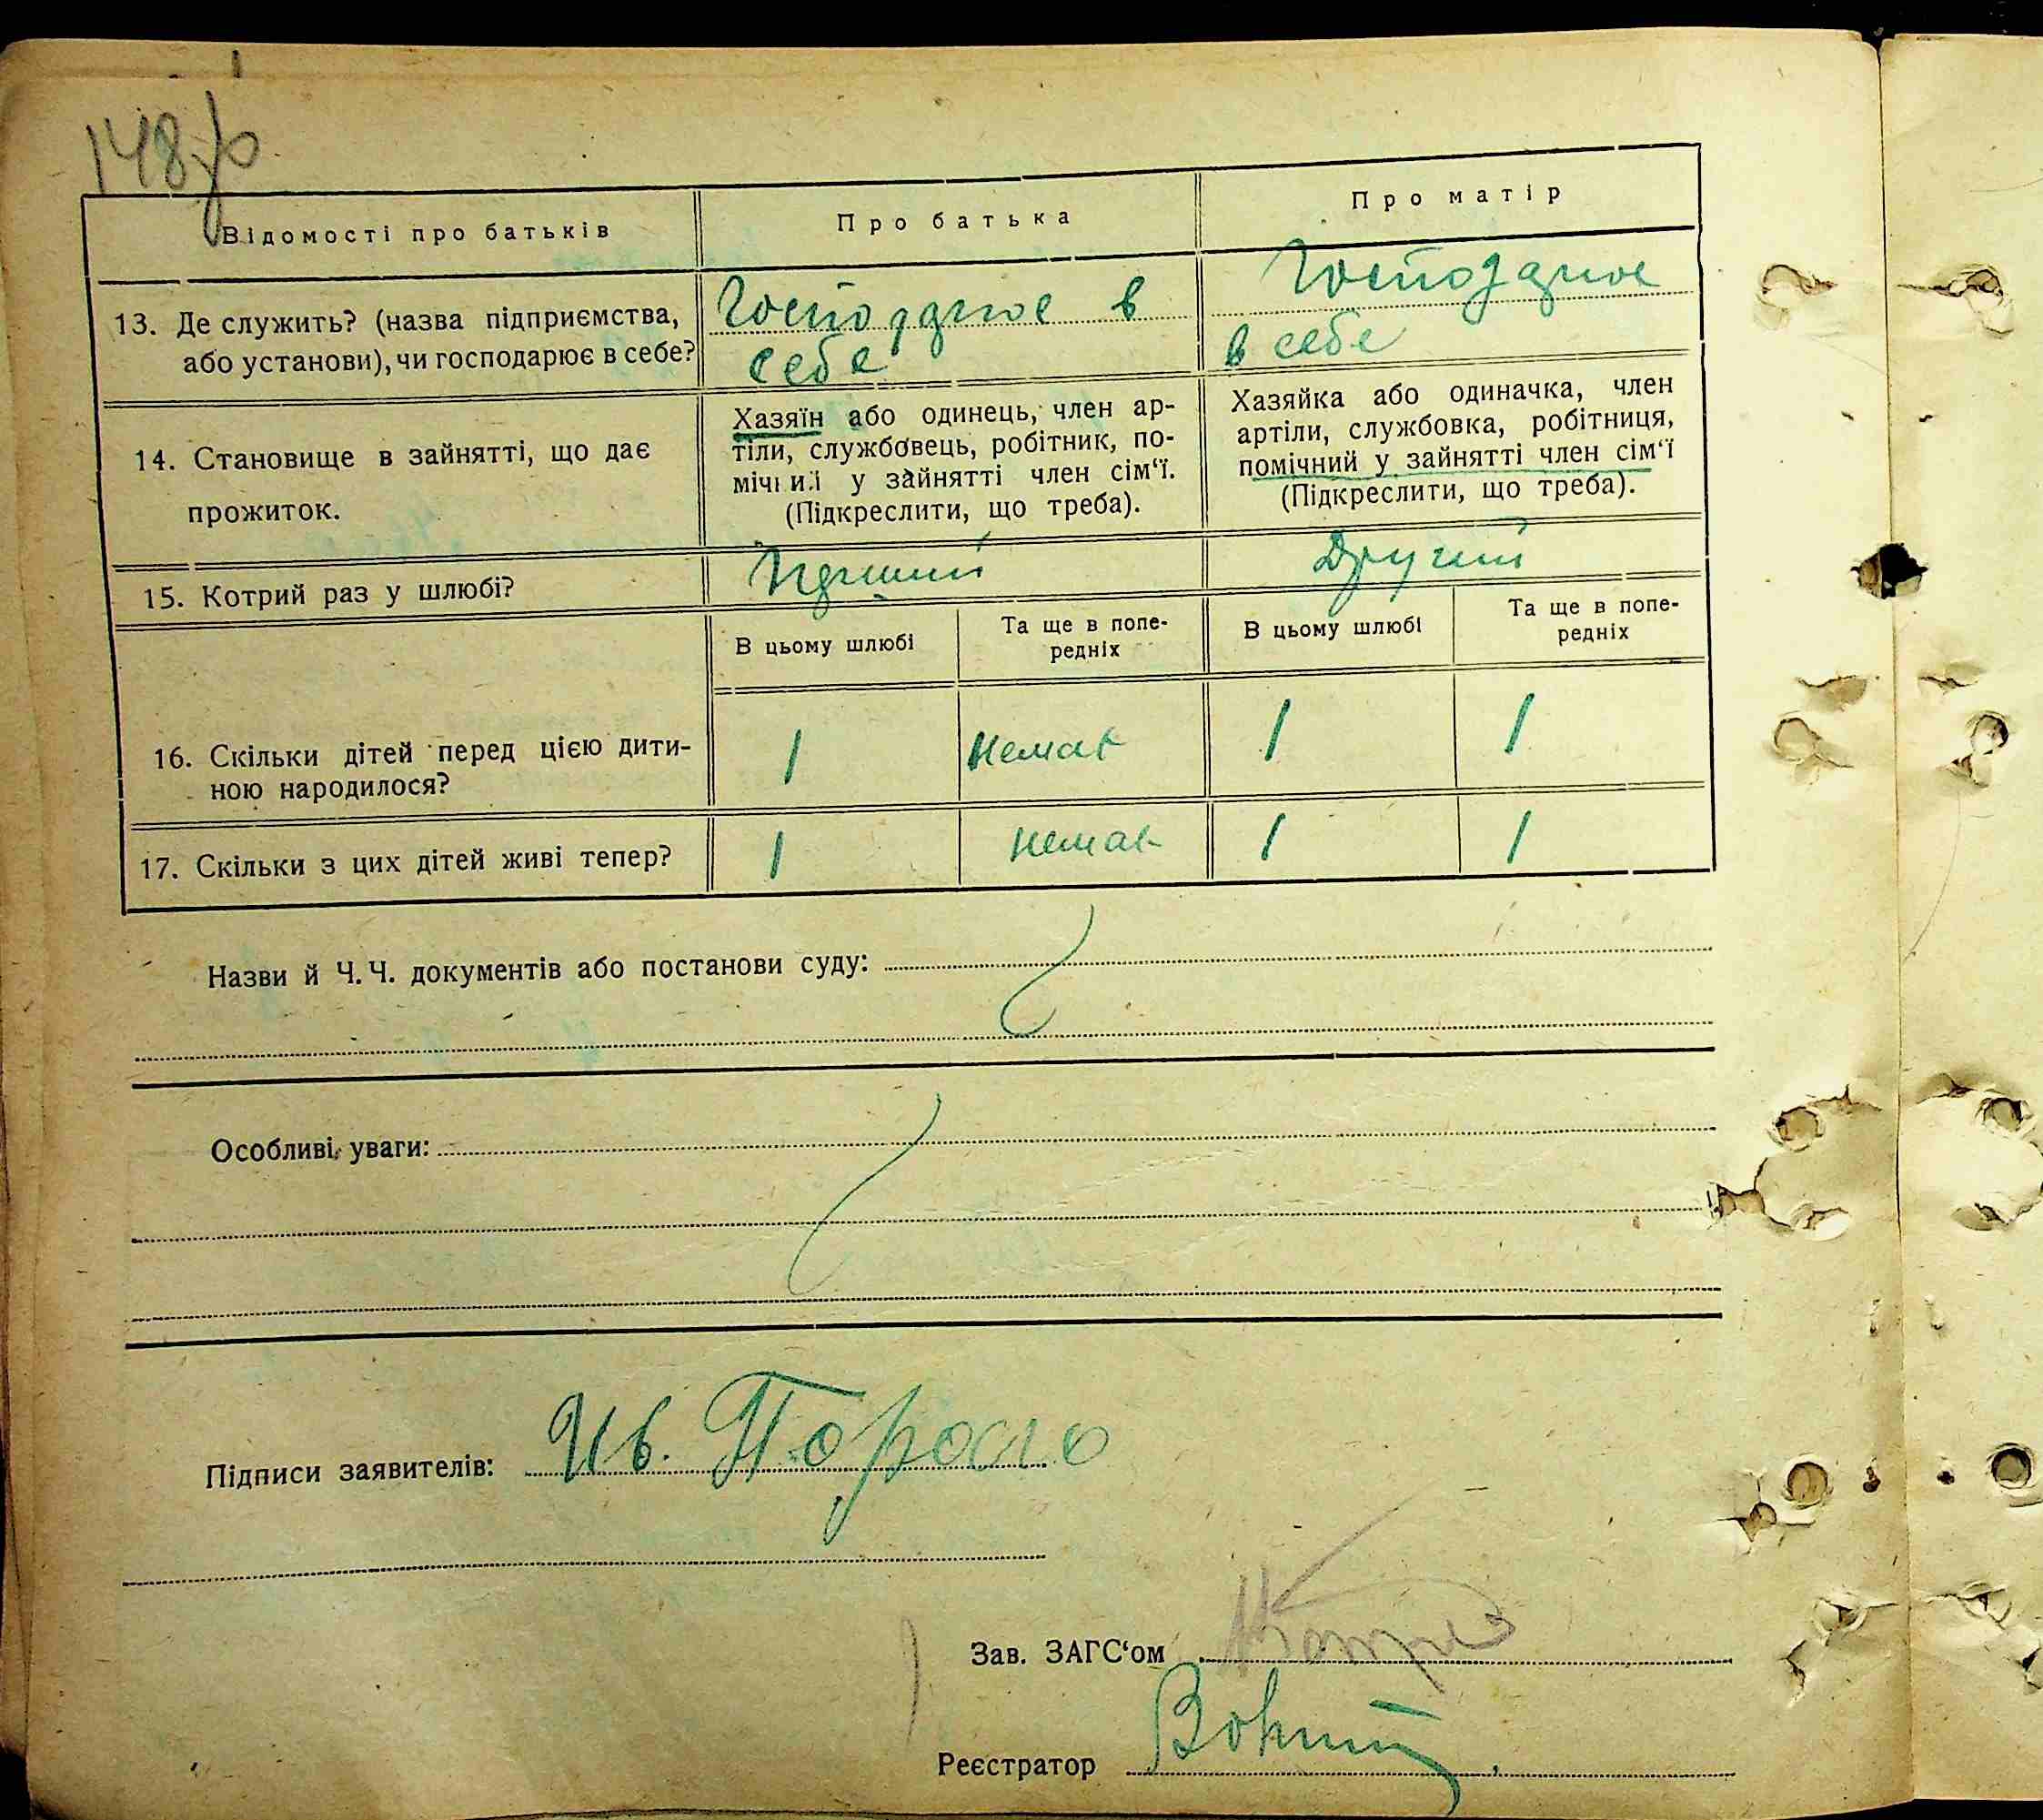 148
Відомості про батьків
Про батька
Про матір
13. Де служить? (назва підприємства,
або установи), чи господарює в себе?
Господрює в
себе
Господрює
в себе
14. Становище в зайнятті, що дає
прожиток.
Хазяїн або одинець, член ар-
тіли, службовець, робітник, по-
мічний у зайнятті член сім‘ї.
(Підкреслити, що треба).
Хазяйка або одиначка, член
артіли, службовка, робітниця,
помічний у зайнятті член сім‘ї
(Підкреслити, що треба).
15. Котрий раз у шлюбі?
Перший
Другий
В цьому шлюбі
Та ще в попе-
редніх
В цьому шлюбі
Та ще в попе-
редніх
16. Скільки дітей перед цією дити-
ною народилося?
1 Немає 1 1
17. Скільки з цих дітей живі тепер?
1 немає 1 1
Назви й Ч.Ч. документів або постанови суду:
Особливі уваги:
Підписи заявителів: Ив.
Зав. ЗАГС‘ом
Реєстратор